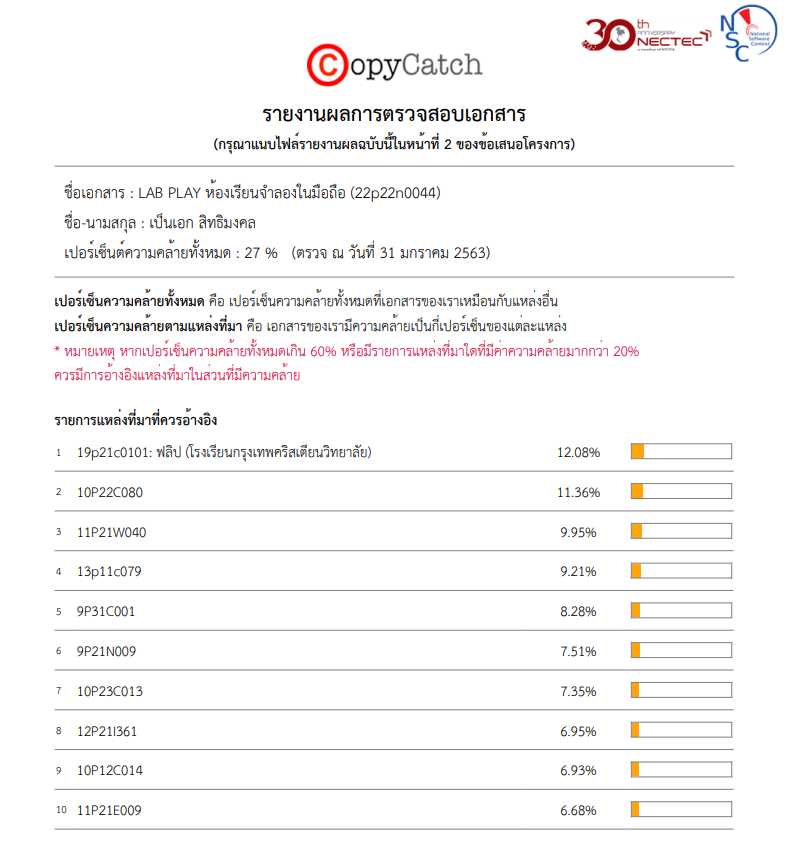 30th
ANNIVERSARY
NECTEC
NSC
National
Software
Contest
CopyCatch
รายงานผลการตรวจสอบเอกสาร
(กรุณาแนบไฟล์รายงานผลฉบับนี้ในหน้าที่ 2 ของข้อเสนอโครงการ)
ชื่อเอกสาร : LAB PLAY ห้องเรียนจำลองในมือถือ (22p22n0044)
ชื่อ-นามสกุล : เป็นเอก สิทธิมงคล
เปอร์เซ็นต์ความคล้ายทั้งหมด : 27 % (ตรวจ ณ วันที่ 31 มกราคม 2563)
เปอร์เซ็นความคล้ายทั้งหมด คือ เปอร์เซ็นความคล้ายทั้งหมดที่เอกสารของเราเหมือนกับแหล่งอื่น
เปอร์เซ็นความคล้ายตามแหล่งที่มา คือ เอกสารของเรามีความคล้ายเป็นกี่เปอร์เซ็นของแต่ละแหล่ง
* หมายเหตุ หากเปอร์เซ็นความคล้ายทั้งหมดเกิน 60% หรือมีรายการแหล่งที่มาใดที่มีค่าความคล้ายมากกว่า 20%
ควรมีการอ้างอิงแหล่งที่มาในส่วนที่มีความคล้าย
รายการแหล่งที่มาที่ควรอ้างอิง
1 19p21c0101: ฟลิป (โรงเรียนกรุงเทพคริสเตียนวิทยาลัย) 12.08%
2 10P22C080 11.36%
3 11P21W040 9.95%
4 13p11c079 9.21%
5 9P31C001 8.28%
6 9P21N009 7.51%
7 10P23C013 7.35%
8 12P21I361 6.95%
9 10P12C014 6.93%
10 11P21E009 6.68%